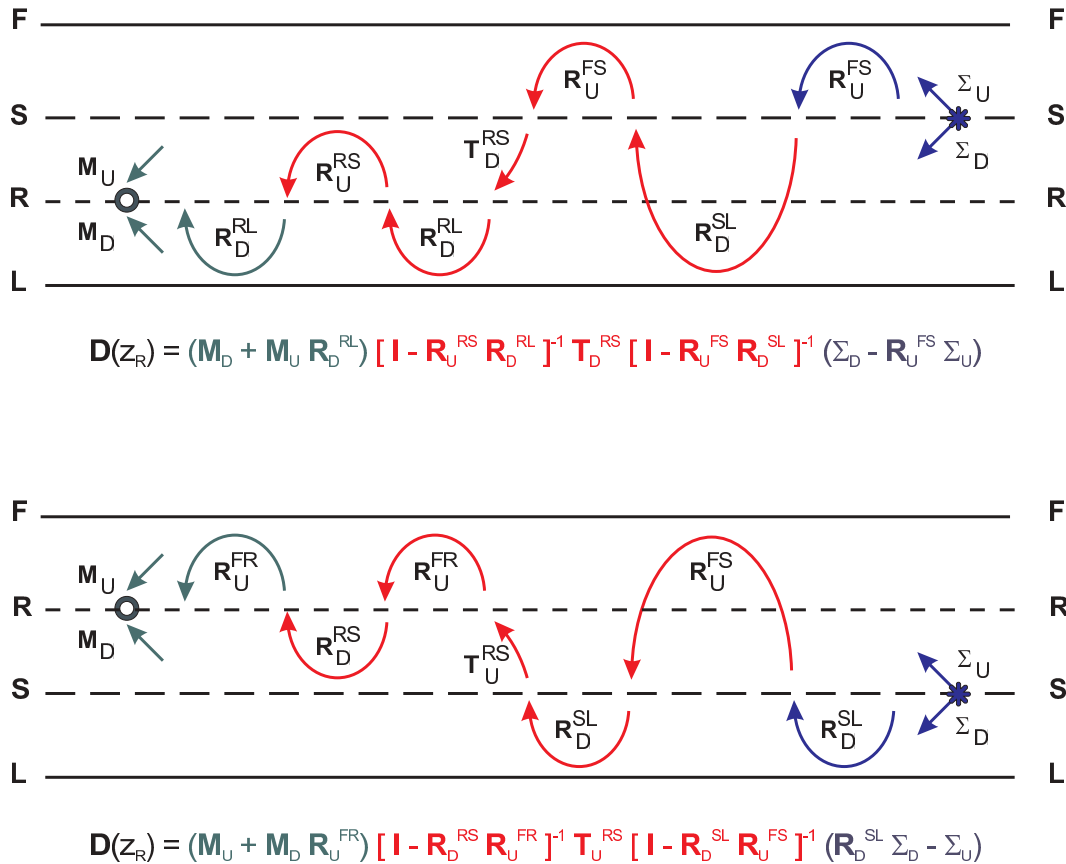 F F
R_U^FS R_U^FS Σ_U
S S
M_U R_U^RS T_D^RS Σ_D
R R
M_D R_D^RL R_D^RL R_D^SL
L L
D(z_R) = (M_D + M_U R_D^RL) [ I - R_U^RS R_D^RL ]^-1 T_D^RS [ I - R_U^FS R_D^SL ]^-1 (Σ_D - R_U^FS Σ_U)
F F
M_U R_U^FR R_U^FR R_U^FS
R R
M_D R_D^RS T_U^RS Σ_U
S S
R_D^SL R_D^SL Σ_D
L L
D(z_R) = (M_U + M_D R_U^FR) [ I - R_D^RS R_U^FR ]^-1 T_U^RS [ I - R_D^SL R_U^FS ]^-1 (R_D^SL Σ_D - Σ_U)